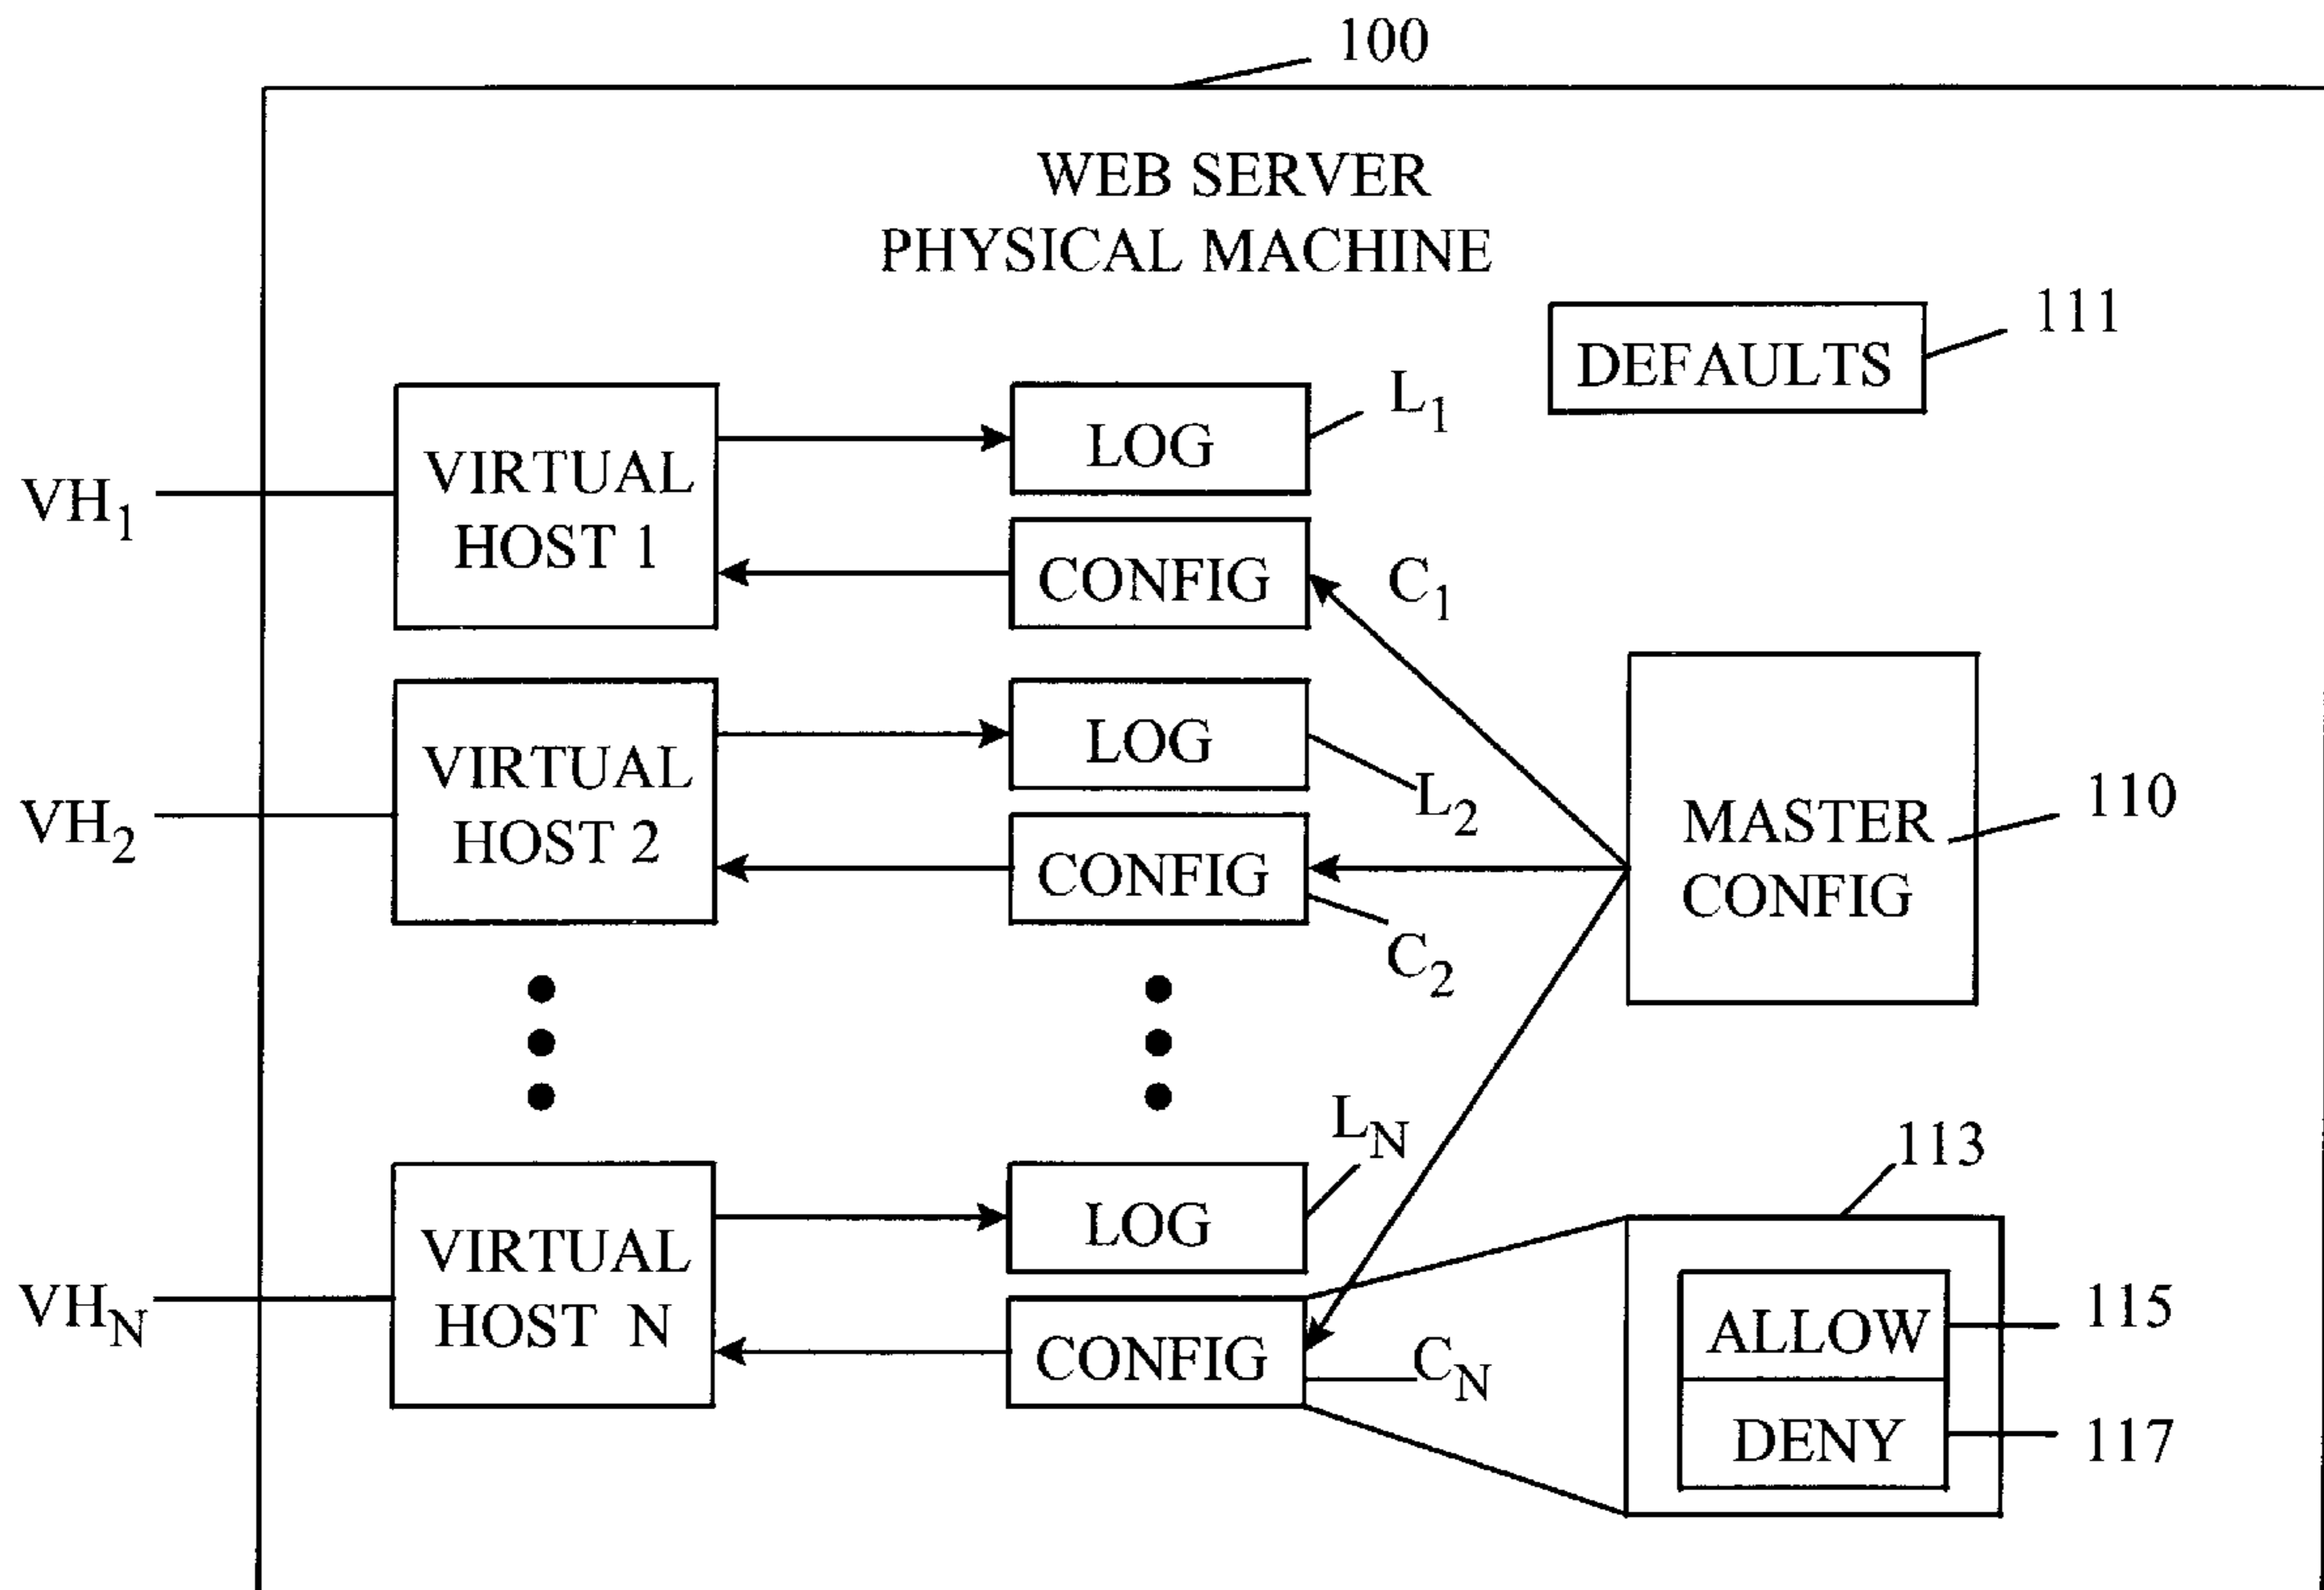 100
WEB SERVER
PHYSICAL MACHINE
DEFAULTS
111
VH1
VIRTUAL
HOST 1
LOG
L1
CONFIG
C1
VH2
VIRTUAL
HOST 2
LOG
L2
CONFIG
C2
MASTER
CONFIG
110
VHN
VIRTUAL
HOST N
LOG
LN
CONFIG
CN
113
ALLOW
115
DENY
117